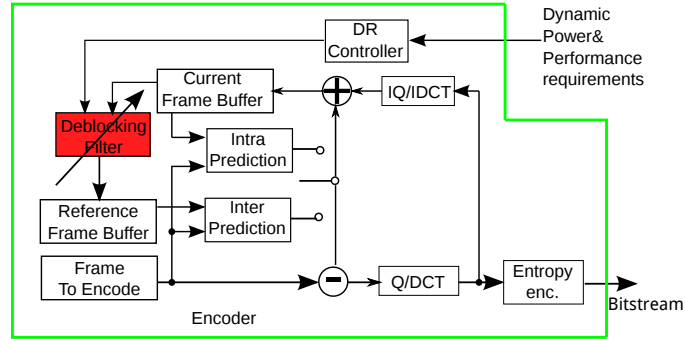 DR
Controller
Dynamic
Power&
Performance
requirements
Current
Frame Buffer
+
IQ/IDCT
Deblocking
Filter
Intra
Prediction
Reference
Frame Buffer
Inter
Prediction
Frame
To Encode
-
Q/DCT
Entropy
enc.
Bitstream
Encoder